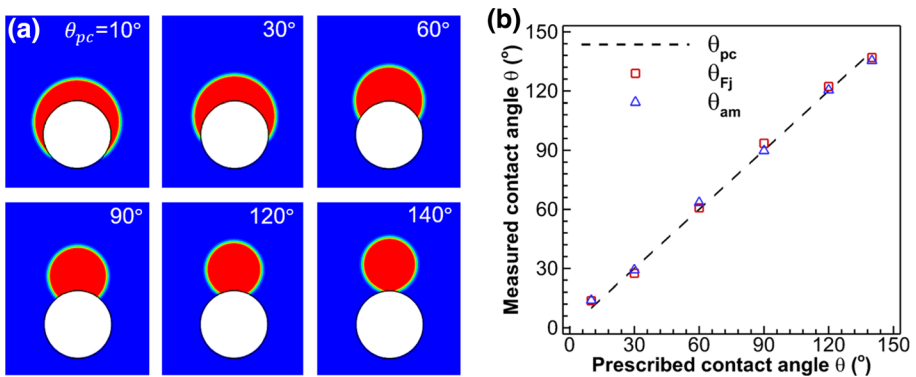 (a)
θpc=10°
30°
60°
90°
120°
140°
(b)
Measured contact angle θ (°)
150
120
90
60
30
0
θpc
θFj
θam
0 30 60 90 120 150
Prescribed contact angle θ (°)